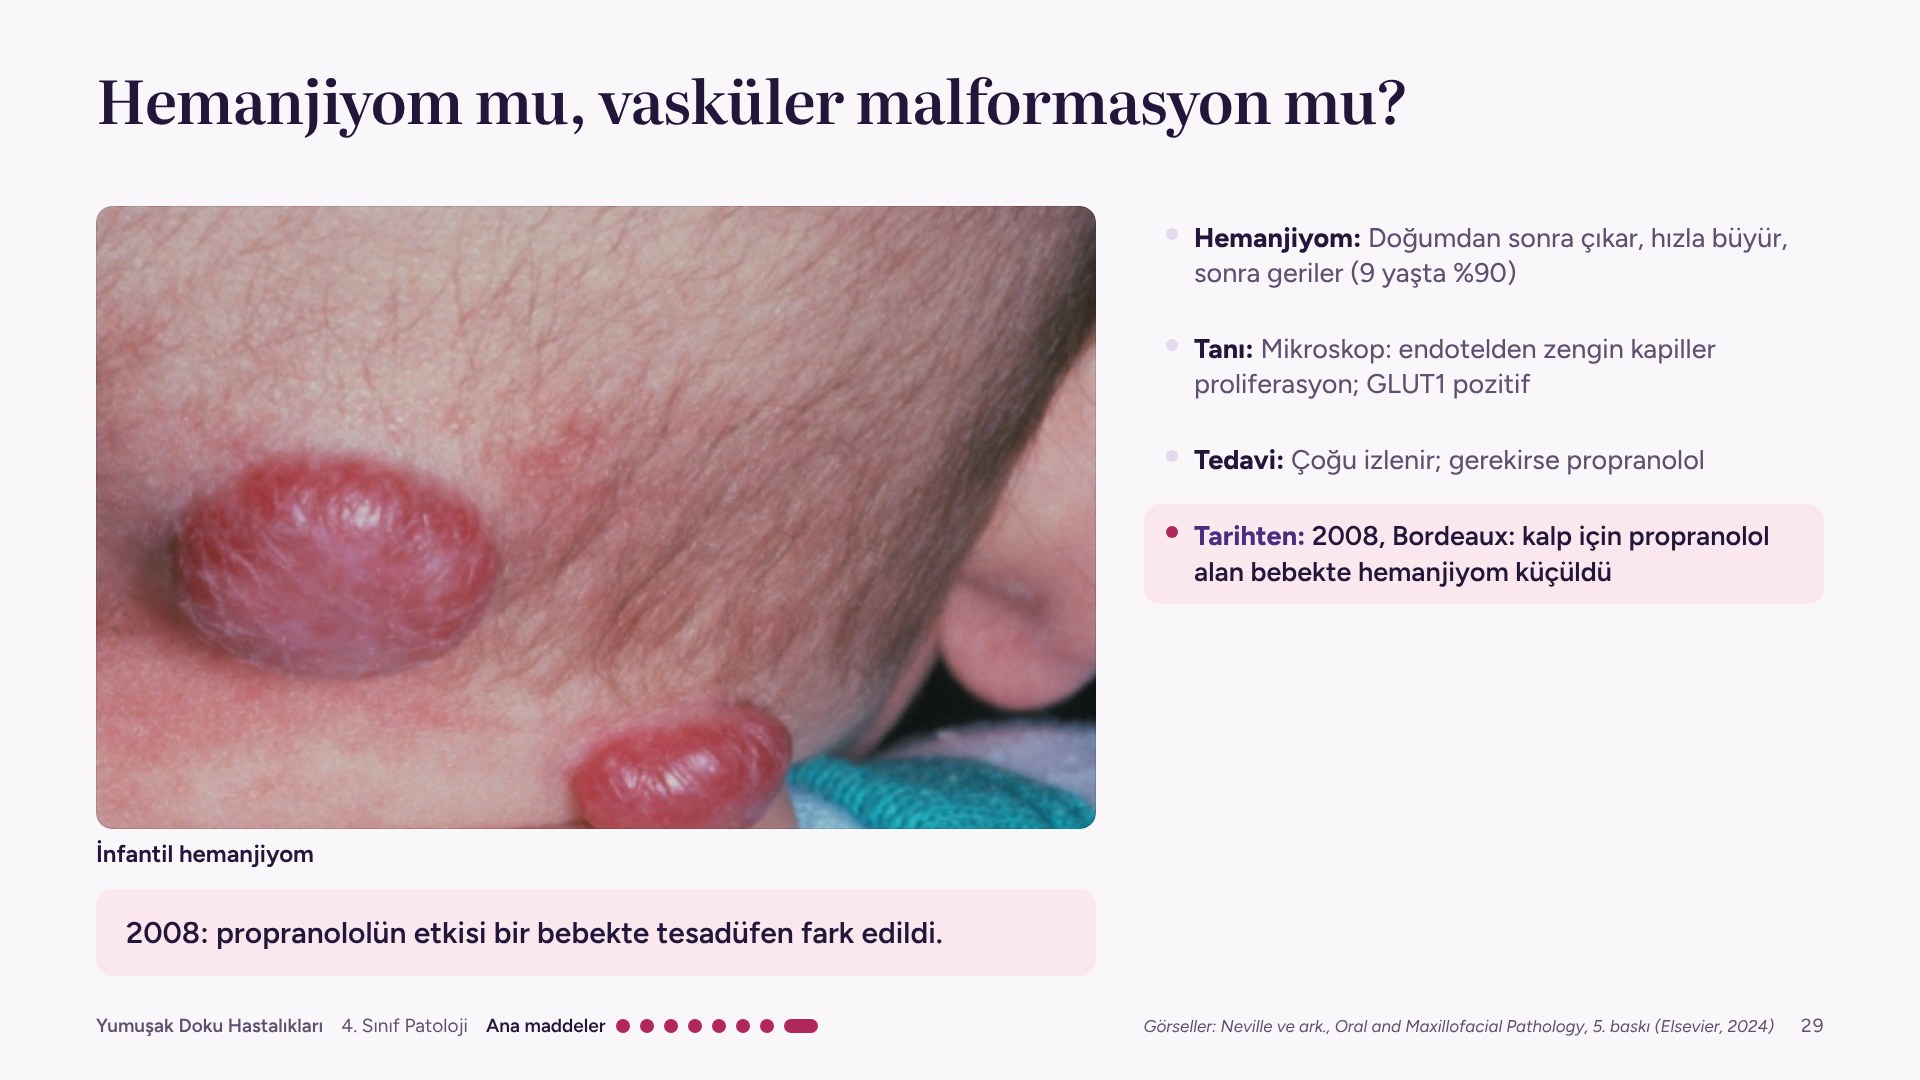 Hemanjiyom mu, vasküler malformasyon mu?
Hemanjiyom: Doğumdan sonra çıkar, hızla büyür,
sonra geriler (9 yaşta %90)
Tanı: Mikroskop: endotelden zengin kapiller
proliferasyon; GLUT1 pozitif
Tedavi: Çoğu izlenir; gerekirse propranolol
Tarihten: 2008, Bordeaux: kalp için propranolol
alan bebekte hemanjiyom küçüldü
İnfantil hemanjiyom
2008: propranololün etkisi bir bebekte tesadüfen fark edildi.
Yumuşak Doku Hastalıkları 4. Sınıf Patoloji Ana maddeler
Görseller: Neville ve ark., Oral and Maxillofacial Pathology, 5. baskı (Elsevier, 2024) 29